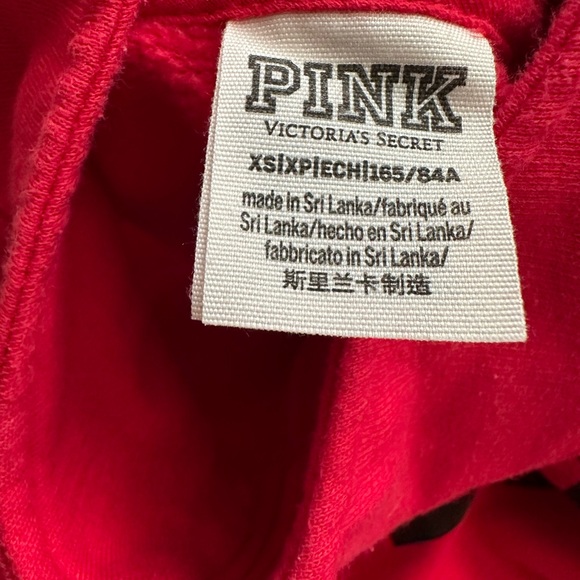 PINK
VICTORIA'S SECRET
XS|XP|ECH|165/84A
made in Sri Lanka/fabriqué au
Sri Lanka/hecho en Sri Lanka/
fabbricato in Sri Lanka/
斯里兰卡制造